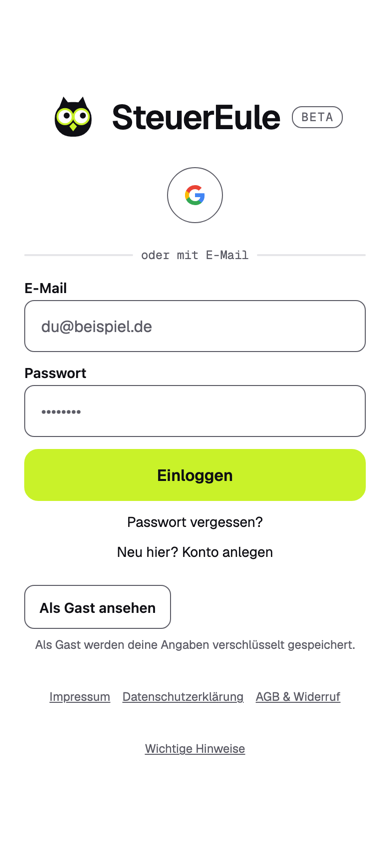 SteuerEule BETA
oder mit E-Mail
E-Mail
du@beispiel.de
Passwort
••••••••
Einloggen
Passwort vergessen?
Neu hier? Konto anlegen
Als Gast ansehen
Als Gast werden deine Angaben verschlüsselt gespeichert.
Impressum Datenschutzerklärung AGB & Widerruf
Wichtige Hinweise